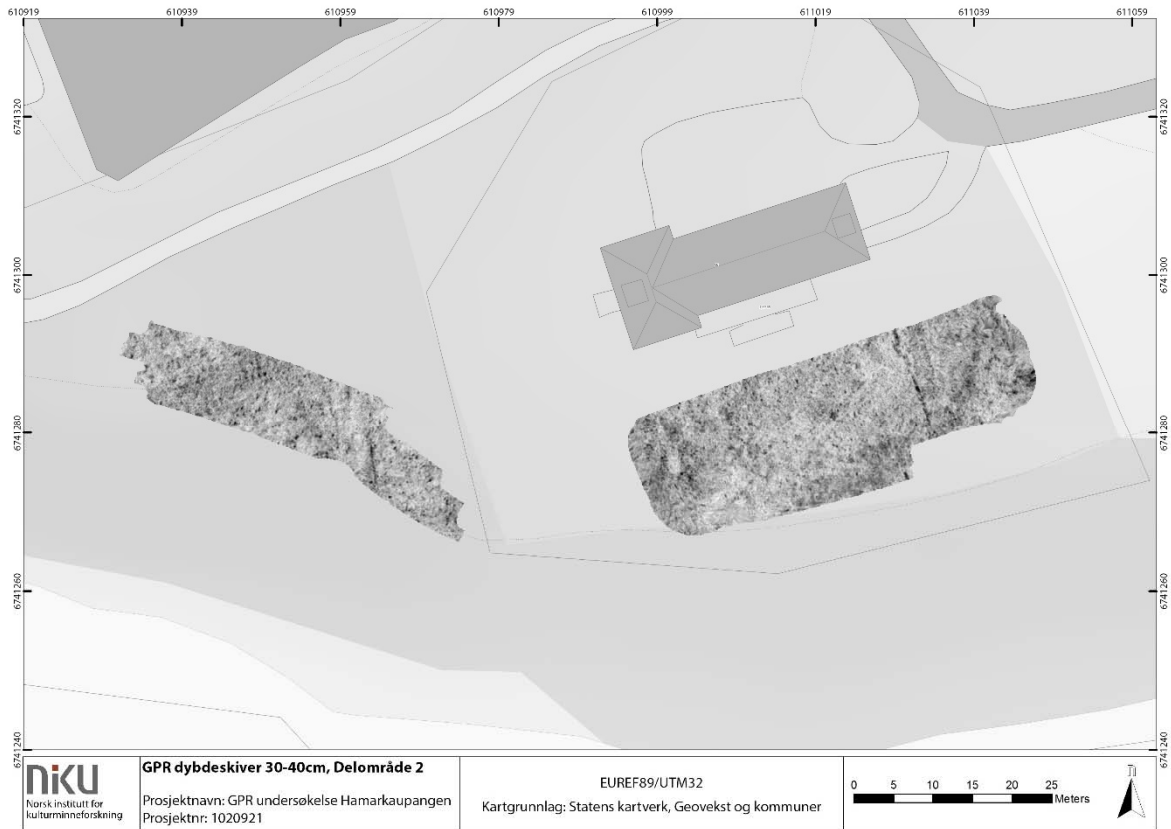 610919 610939 610959 610979 610999 611019 611039 611059
6741320 6741320
6741300 6741300
6741280 6741280
6741260 6741260
6741240 6741240
niku
Norsk institutt for
kulturminneforskning
GPR dybdeskiver 30-40cm, Delområde 2
Prosjektnavn: GPR undersøkelse Hamarkaupangen
Prosjektnr: 1020921
EUREF89/UTM32
Kartgrunnlag: Statens kartverk, Geovekst og kommuner
0 5 10 15 20 25
Meters